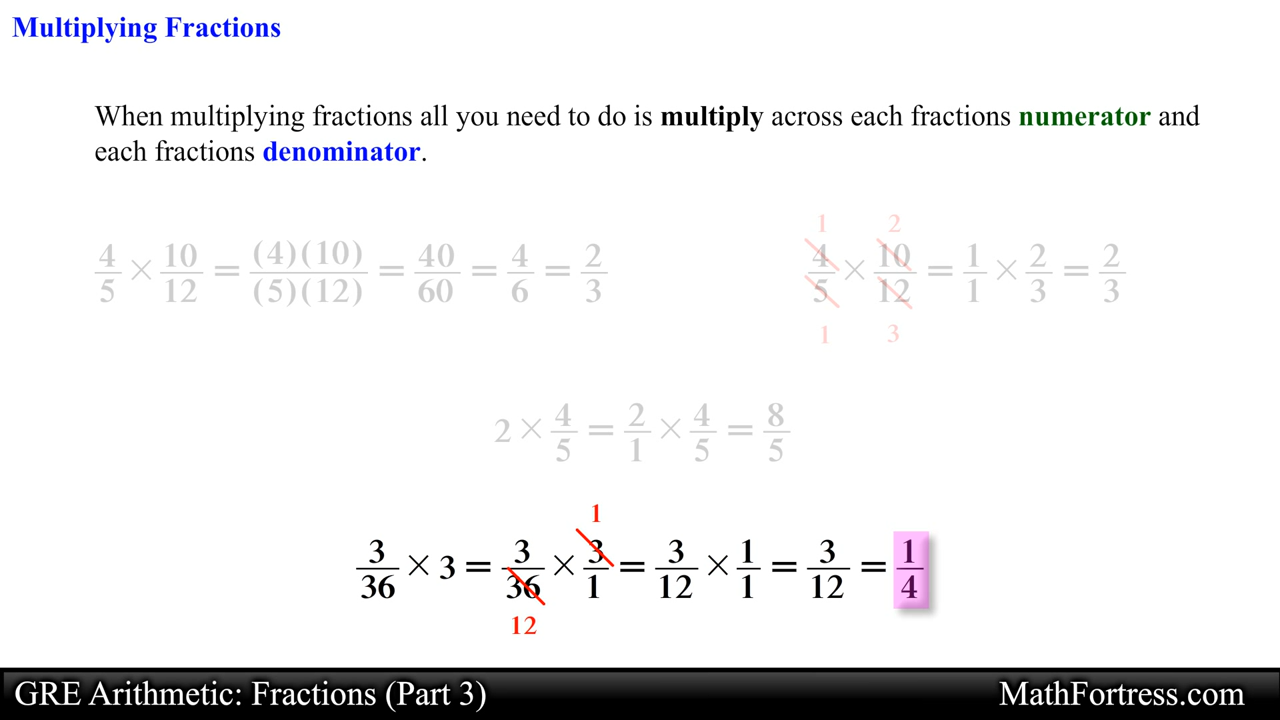 Multiplying Fractions
When multiplying fractions all you need to do is multiply across each fractions numerator and
each fractions denominator.
4/5 × 10/12 = (4)(10)/(5)(12) = 40/60 = 4/6 = 2/3
1 2
4/5 × 10/12 = 1/1 × 2/3 = 2/3
1 3
2 × 4/5 = 2/1 × 4/5 = 8/5
1
3/36 × 3 = 3/36 × 3/1 = 3/12 × 1/1 = 3/12 = 1/4
12
GRE Arithmetic: Fractions (Part 3)
MathFortress.com